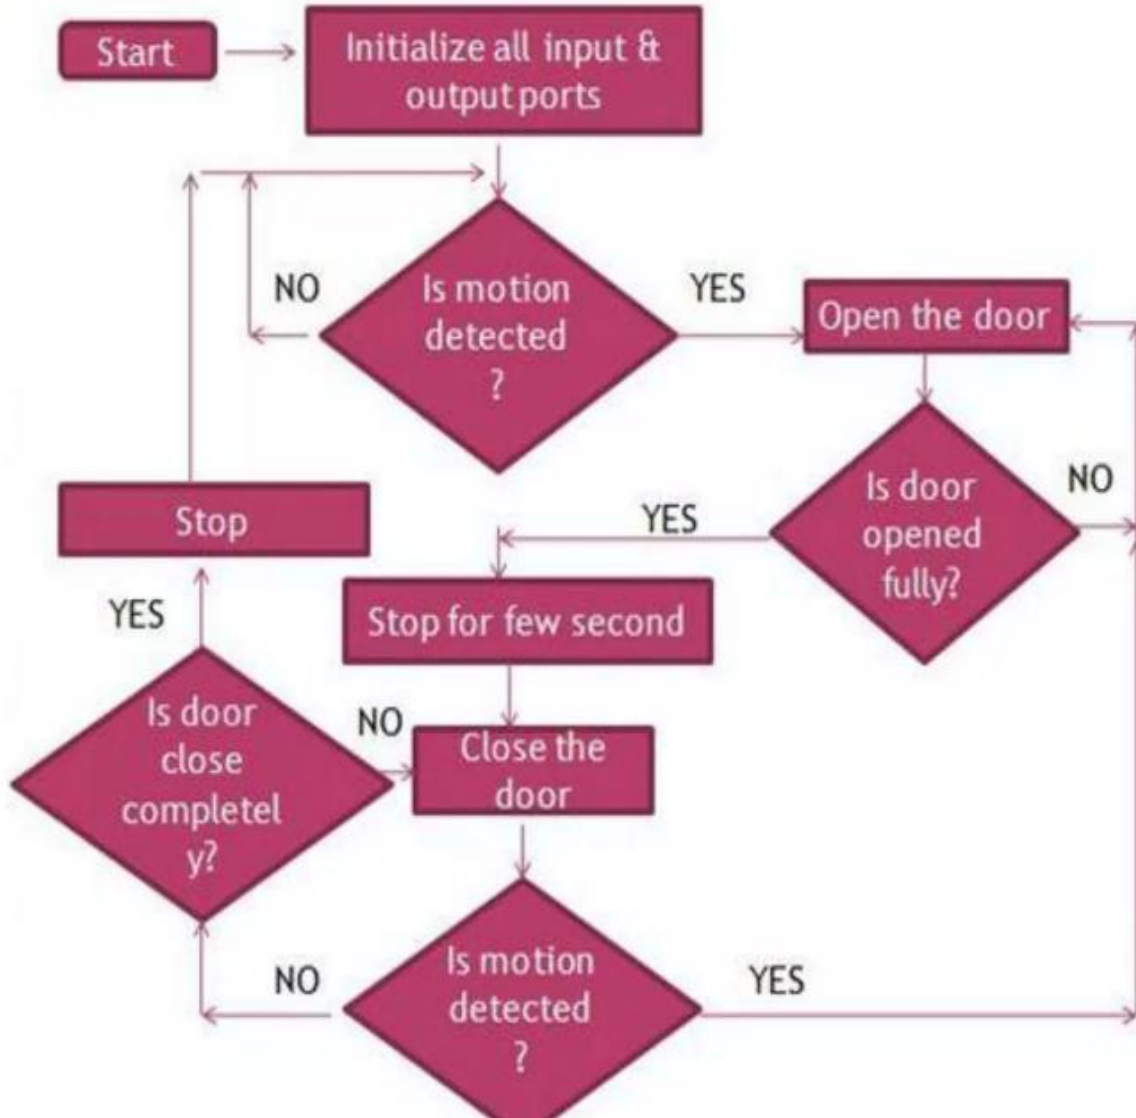 Start
Initialize all input &
output ports
NO
Is motion
detected
?
YES
Open the door
Is door
opened
fully?
NO
YES
Stop
Stop for few second
YES
Is door
close
completel
y?
NO
Close the
door
NO
Is motion
detected
?
YES